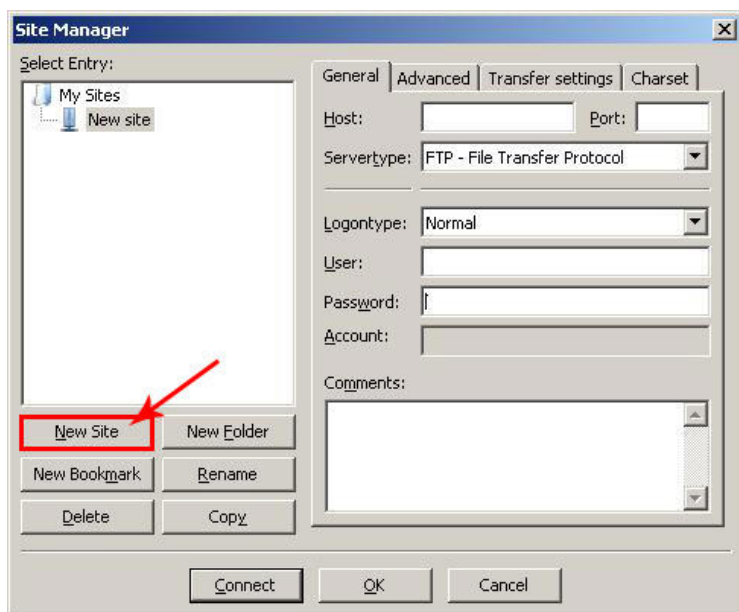 Site Manager
Select Entry:
My Sites
New site
New Site
New Folder
New Bookmark
Rename
Delete
Copy
General
Advanced
Transfer settings
Charset
Host:
Port:
Servertype:
FTP - File Transfer Protocol
Logontype:
Normal
User:
Password:
Account:
Comments:
Connect
OK
Cancel